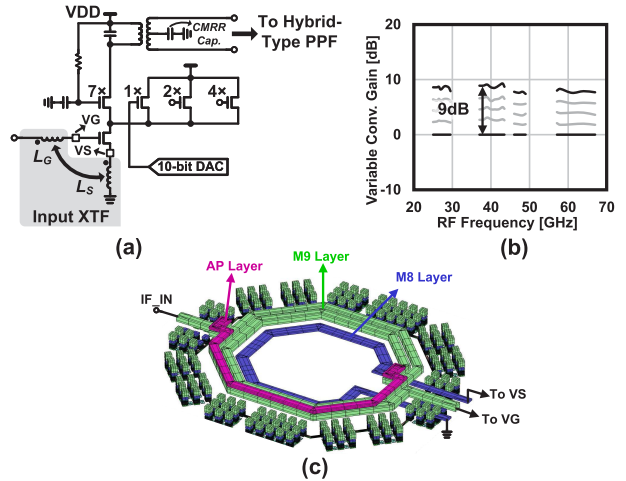 VDD
CMRR
Cap.
To Hybrid-
Type PPF
7×
1×
2×
4×
VG
VS
LG
LS
10-bit DAC
Input XTF
(a)
Variable Conv. Gain [dB]
20
10
0
-10
9dB
20
30
40
50
60
70
RF Frequency [GHz]
(b)
AP Layer
M9 Layer
M8 Layer
IF_IN
To VS
To VG
(c)